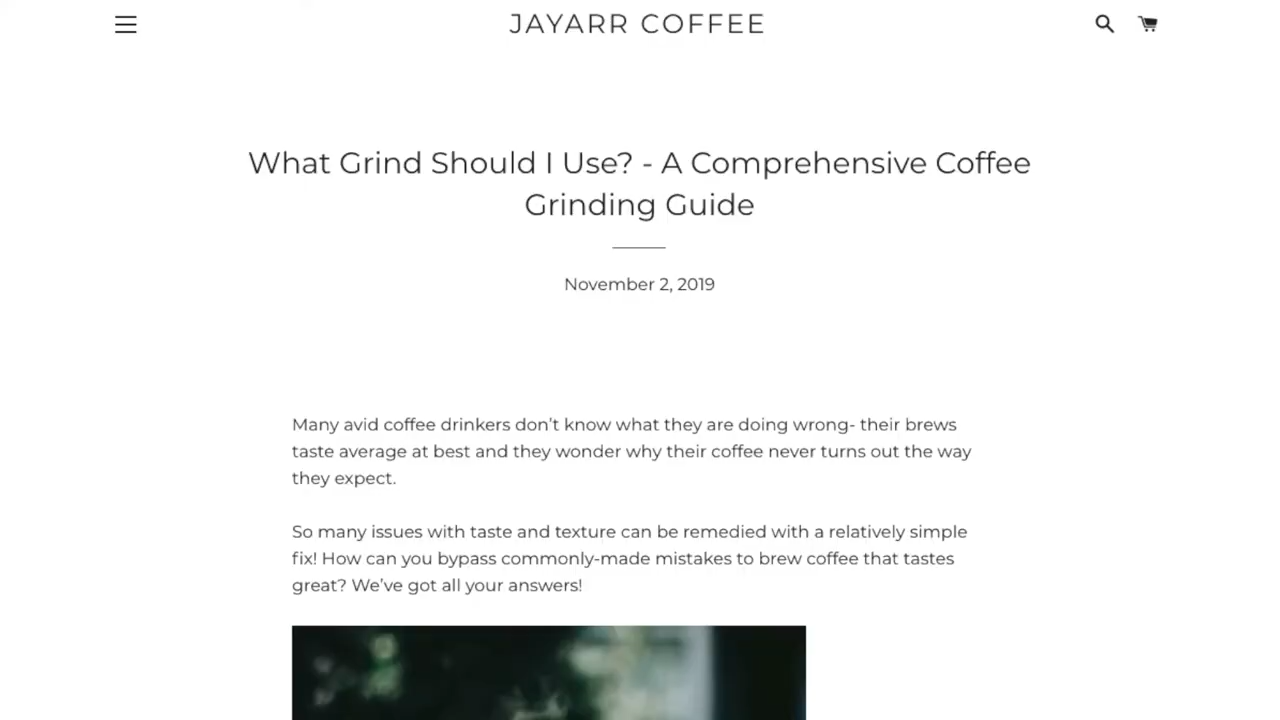 JAYARR COFFEE
What Grind Should I Use? - A Comprehensive Coffee
Grinding Guide
November 2, 2019
Many avid coffee drinkers don’t know what they are doing wrong- their brews
taste average at best and they wonder why their coffee never turns out the way
they expect.
So many issues with taste and texture can be remedied with a relatively simple
fix! How can you bypass commonly-made mistakes to brew coffee that tastes
great? We’ve got all your answers!